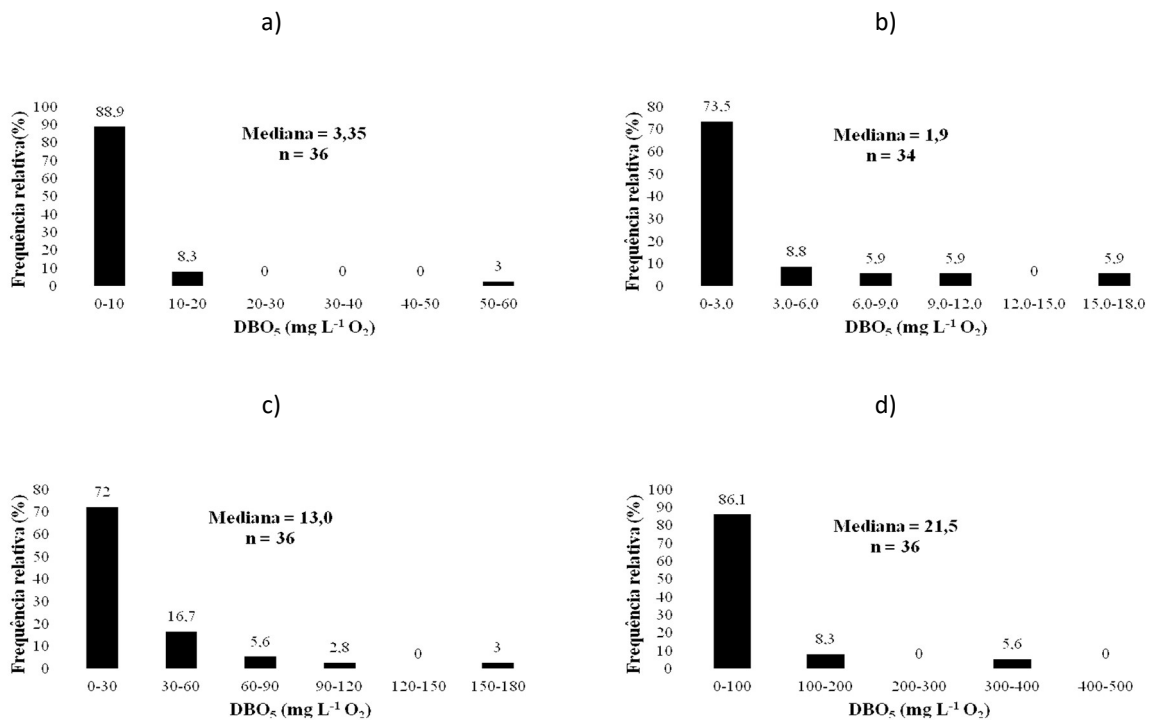 a)
Frequência relativa(%)
100
90
80
70
60
50
40
30
20
10
0
88,9
8,3
0
0
0
3
Mediana = 3,35
n = 36
0-10 10-20 20-30 30-40 40-50 50-60
DBO₅ (mg L⁻¹ O₂)
b)
Frequência relativa (%)
80
70
60
50
40
30
20
10
0
73,5
8,8
5,9
5,9
0
5,9
Mediana = 1,9
n = 34
0-3,0 3,0-6,0 6,0-9,0 9,0-12,0 12,0-15,0 15,0-18,0
DBO₅ (mg L⁻¹ O₂)
c)
Frequência relativa (%)
80
70
60
50
40
30
20
10
0
72
16,7
5,6
2,8
0
3
Mediana = 13,0
n = 36
0-30 30-60 60-90 90-120 120-150 150-180
DBO₅ (mg L⁻¹ O₂)
d)
Frequência relativa (%)
100
90
80
70
60
50
40
30
20
10
0
86,1
8,3
0
5,6
0
Mediana = 21,5
n = 36
0-100 100-200 200-300 300-400 400-500
DBO₅ (mg L⁻¹ O₂)